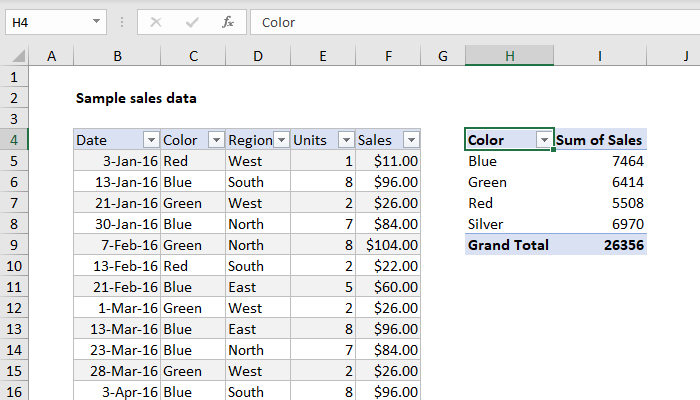 H4 fx Color
A B C D E F G H I J
1
2 Sample sales data
3
4 Date Color Region Units Sales Color Sum of Sales
5 3-Jan-16 Red West 1 $11.00 Blue 7464
6 13-Jan-16 Blue South 8 $96.00 Green 6414
7 21-Jan-16 Green West 2 $26.00 Red 5508
8 30-Jan-16 Blue North 7 $84.00 Silver 6970
9 7-Feb-16 Green North 8 $104.00 Grand Total 26356
10 13-Feb-16 Red South 2 $22.00
11 21-Feb-16 Blue East 5 $60.00
12 1-Mar-16 Green West 2 $26.00
13 13-Mar-16 Blue East 8 $96.00
14 23-Mar-16 Blue North 7 $84.00
15 28-Mar-16 Green West 2 $26.00
16 3-Apr-16 Blue South 8 $96.00